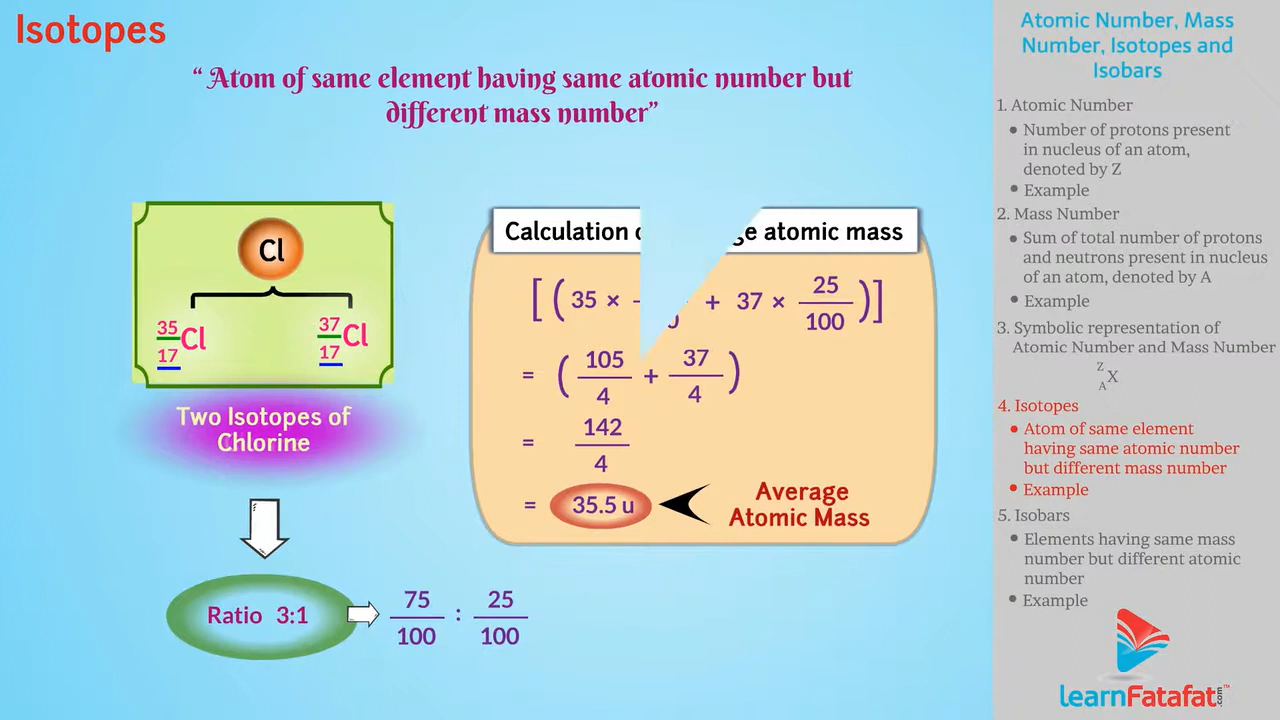 Isotopes
“ Atom of same element having same atomic number but
different mass number”
Cl
35
17
Cl
37
17
Cl
Two Isotopes of
Chlorine
Ratio 3:1
75
100
:
25
100
Calculation
atomic mass
[ ( 35 ×
+ 37 × 25
100 ) ]
= ( 105
4
+ 37
4 )
= 142
4
= 35.5 u
Average
Atomic Mass
Atomic Number, Mass
Number, Isotopes and
Isobars
1. Atomic Number
• Number of protons present
in nucleus of an atom,
denoted by Z
• Example
2. Mass Number
• Sum of total number of protons
and neutrons present in nucleus
of an atom, denoted by A
• Example
3. Symbolic representation of
Atomic Number and Mass Number
Z
A
X
4. Isotopes
• Atom of same element
having same atomic number
but different mass number
• Example
5. Isobars
• Elements having same mass
number but different atomic
number
• Example
learnFatafat.com™